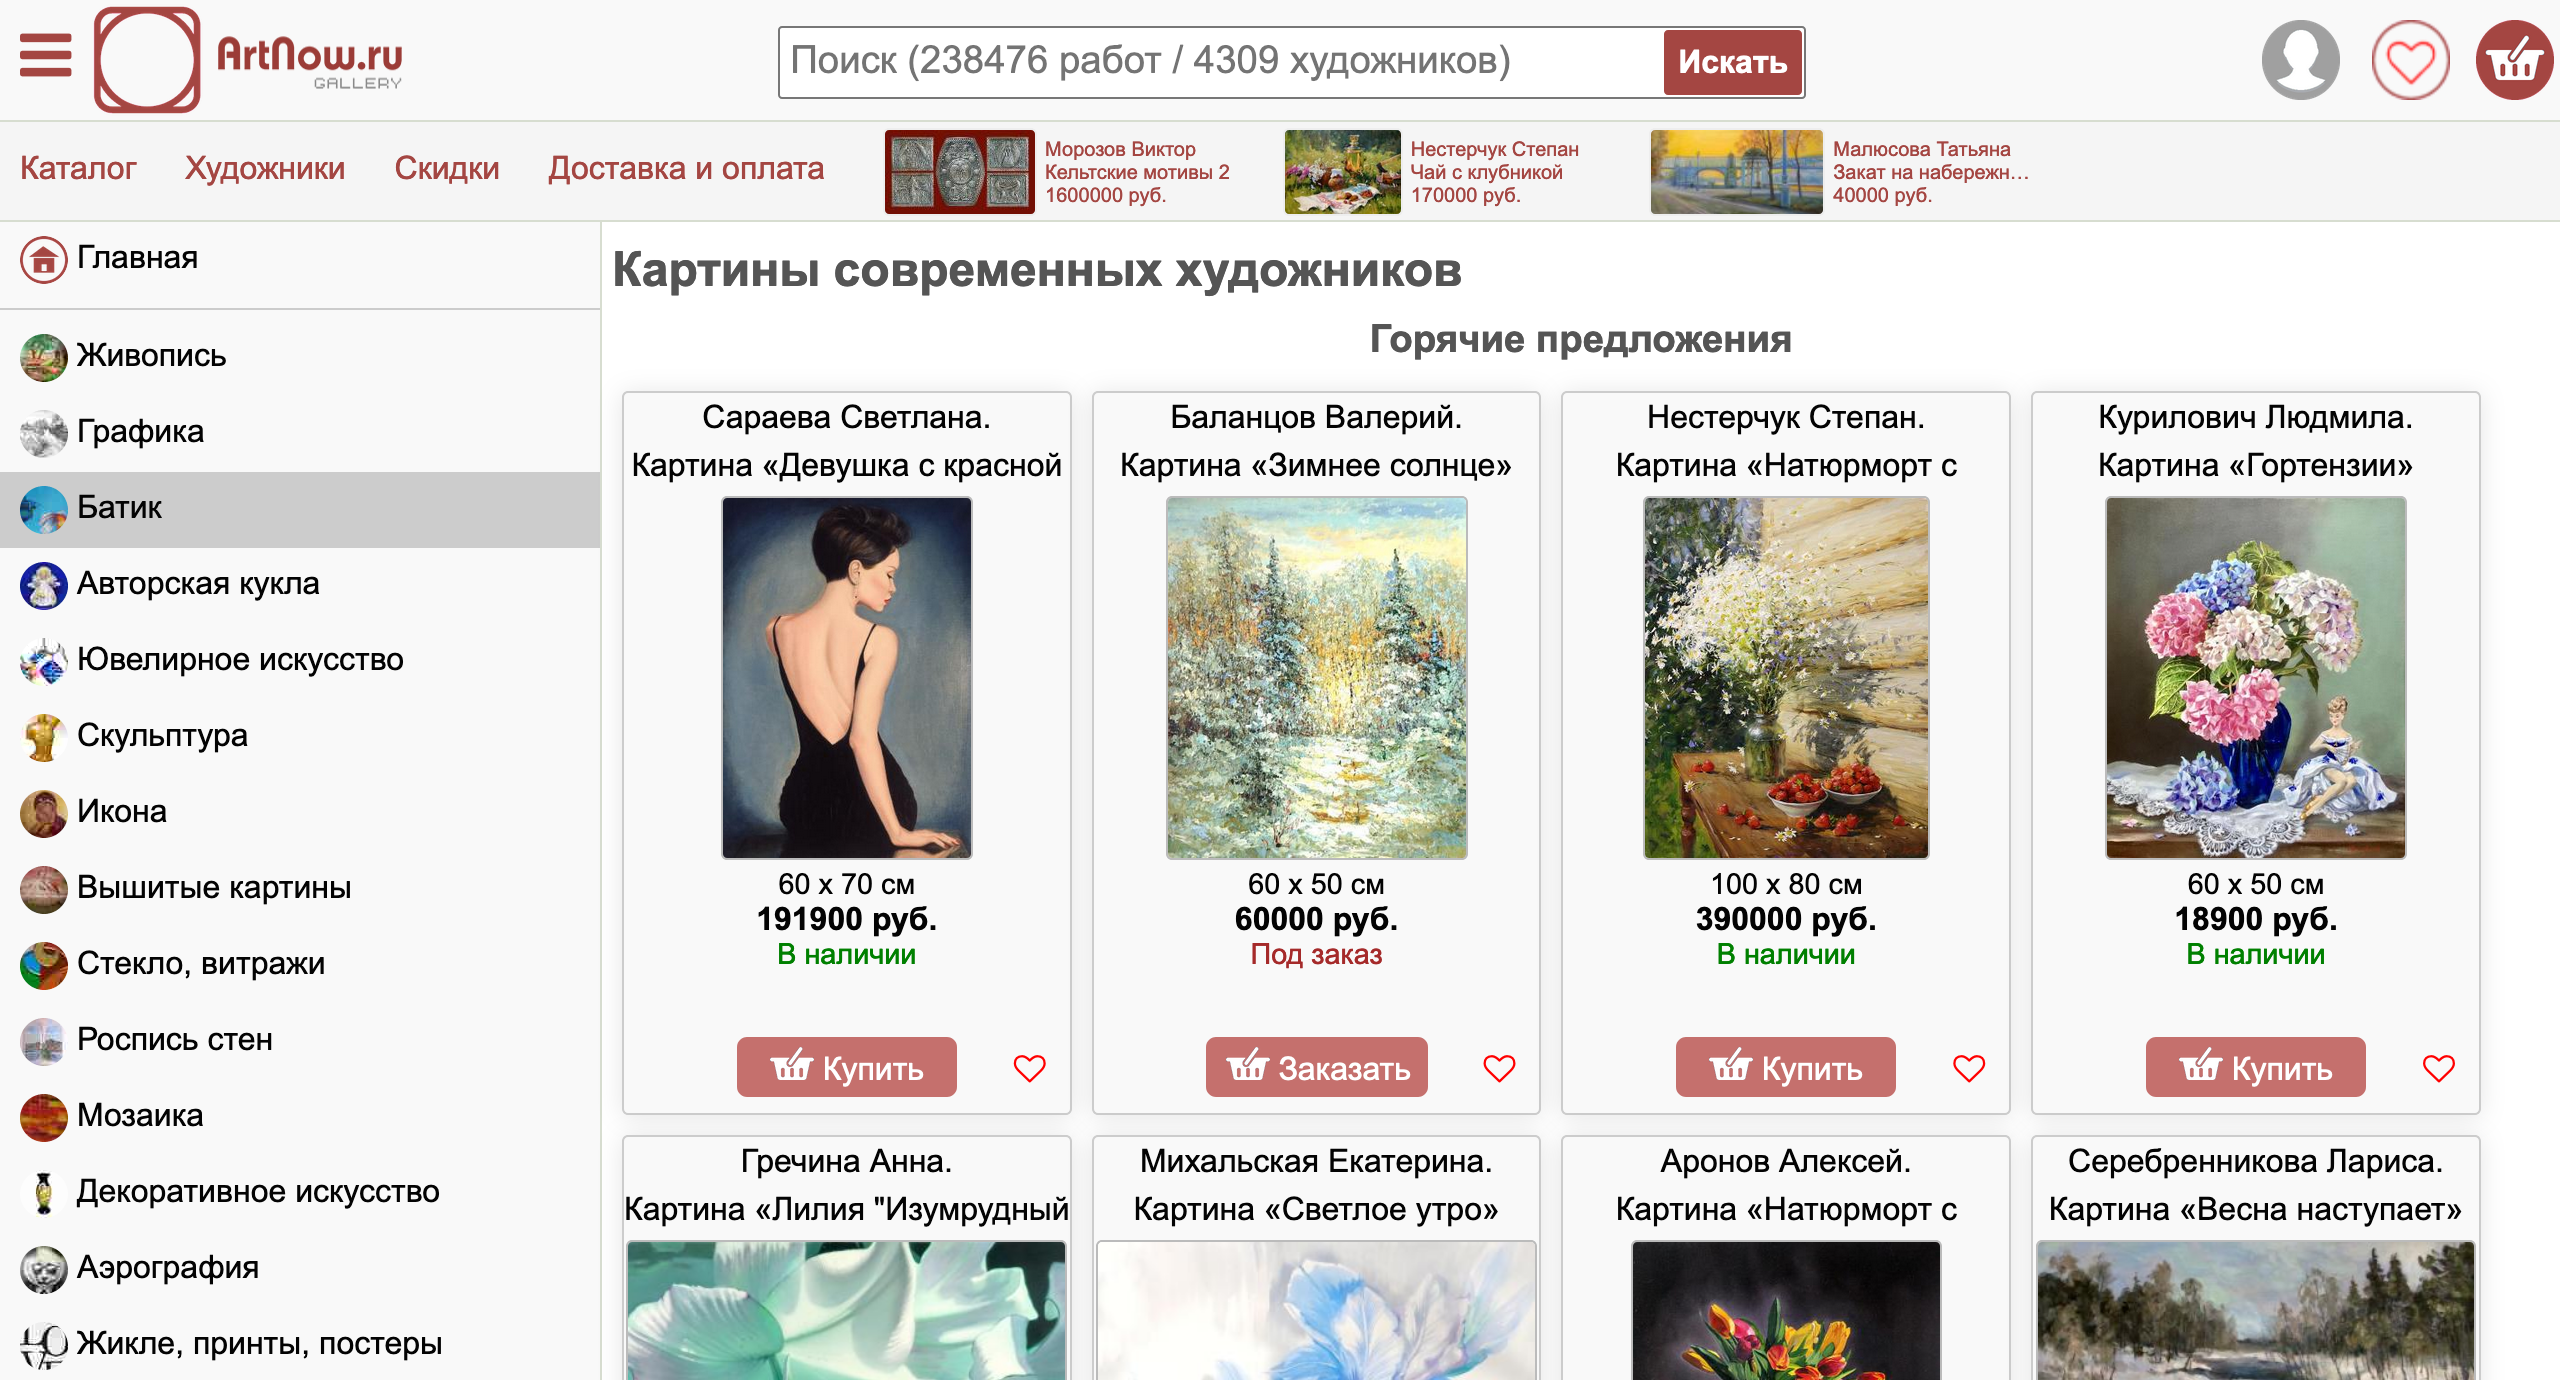 ArtNow.ru
GALLERY
Поиск (238476 работ / 4309 художников)
Искать
Каталог
Художники
Скидки
Доставка и оплата
Морозов Виктор
Кельтские мотивы 2
1600000 руб.
Нестерчук Степан
Чай с клубникой
170000 руб.
Малюсова Татьяна
Закат на набережн...
40000 руб.
Главная
Живопись
Графика
Батик
Авторская кукла
Ювелирное искусство
Скульптура
Икона
Вышитые картины
Стекло, витражи
Роспись стен
Мозаика
Декоративное искусство
Аэрография
Жикле, принты, постеры
Картины современных художников
Горячие предложения
Сараева Светлана.
Картина «Девушка с красной
60 x 70 см
191900 руб.
В наличии
Купить
Баланцов Валерий.
Картина «Зимнее солнце»
60 x 50 см
60000 руб.
Под заказ
Заказать
Нестерчук Степан.
Картина «Натюрморт с
100 x 80 см
390000 руб.
В наличии
Купить
Курилович Людмила.
Картина «Гортензии»
60 x 50 см
18900 руб.
В наличии
Купить
Гречина Анна.
Картина «Лилия "Изумрудный
Михальская Екатерина.
Картина «Светлое утро»
Аронов Алексей.
Картина «Натюрморт с
Серебренникова Лариса.
Картина «Весна наступает»